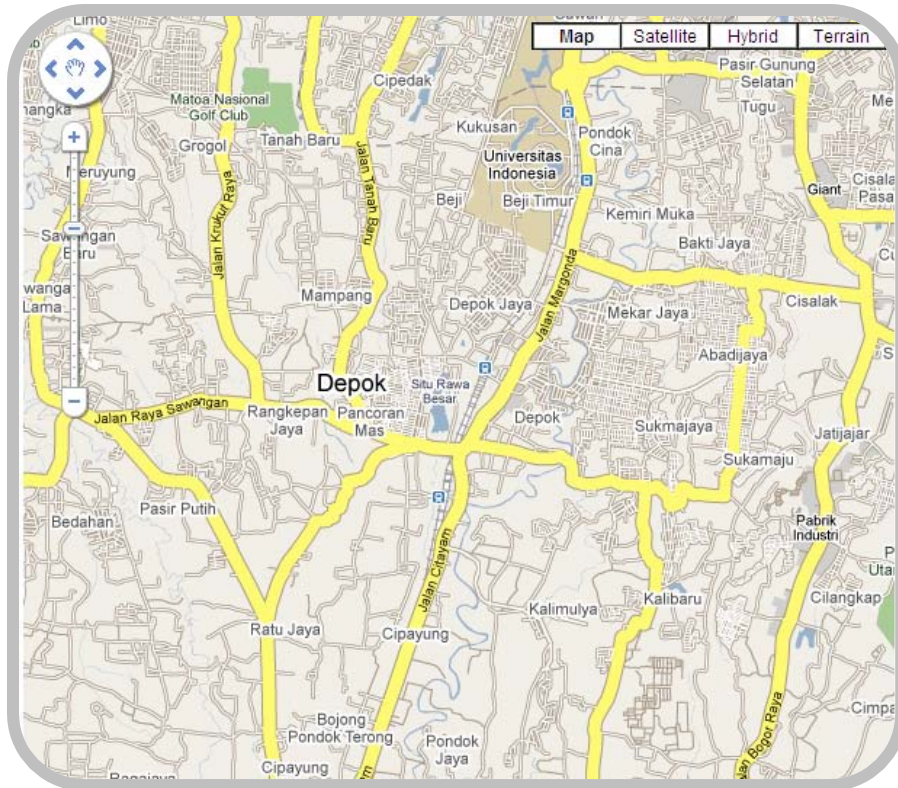 Limo
Sawah
Map
Satellite
Hybrid
Terrain
Pasir Gunung
Selatan
Cipedak
Tugu
Matoa Nasional
Golf Club
Kukusan
Pondok
Cina
Grogol
Tanah Baru
Universitas
Indonesia
Meruyung
Giant
Beji
Beji Timur
Kemiri Muka
Jalan Krukut Raya
Jalan Tanah Baru
Bakti Jaya
Baru
Jalan Margonda
Lama
Mampang
Depok Jaya
Mekar Jaya
Cisalak
Abadijaya
Depok
Situ Rawa
Besar
Jalan Raya Sawangan
Rangkepan
Jaya
Pancoran
Mas
Depok
Sukmajaya
Jatijajar
Sukamaju
Pasir Putih
Bedahan
Pabrik
Industri
Jalan Citayam
Kalimulya
Kalibaru
Cilangkap
Ratu Jaya
Cipayung
Bojong
Pondok Terong
Pondok
Jaya
Bogor Raya
Cipayung